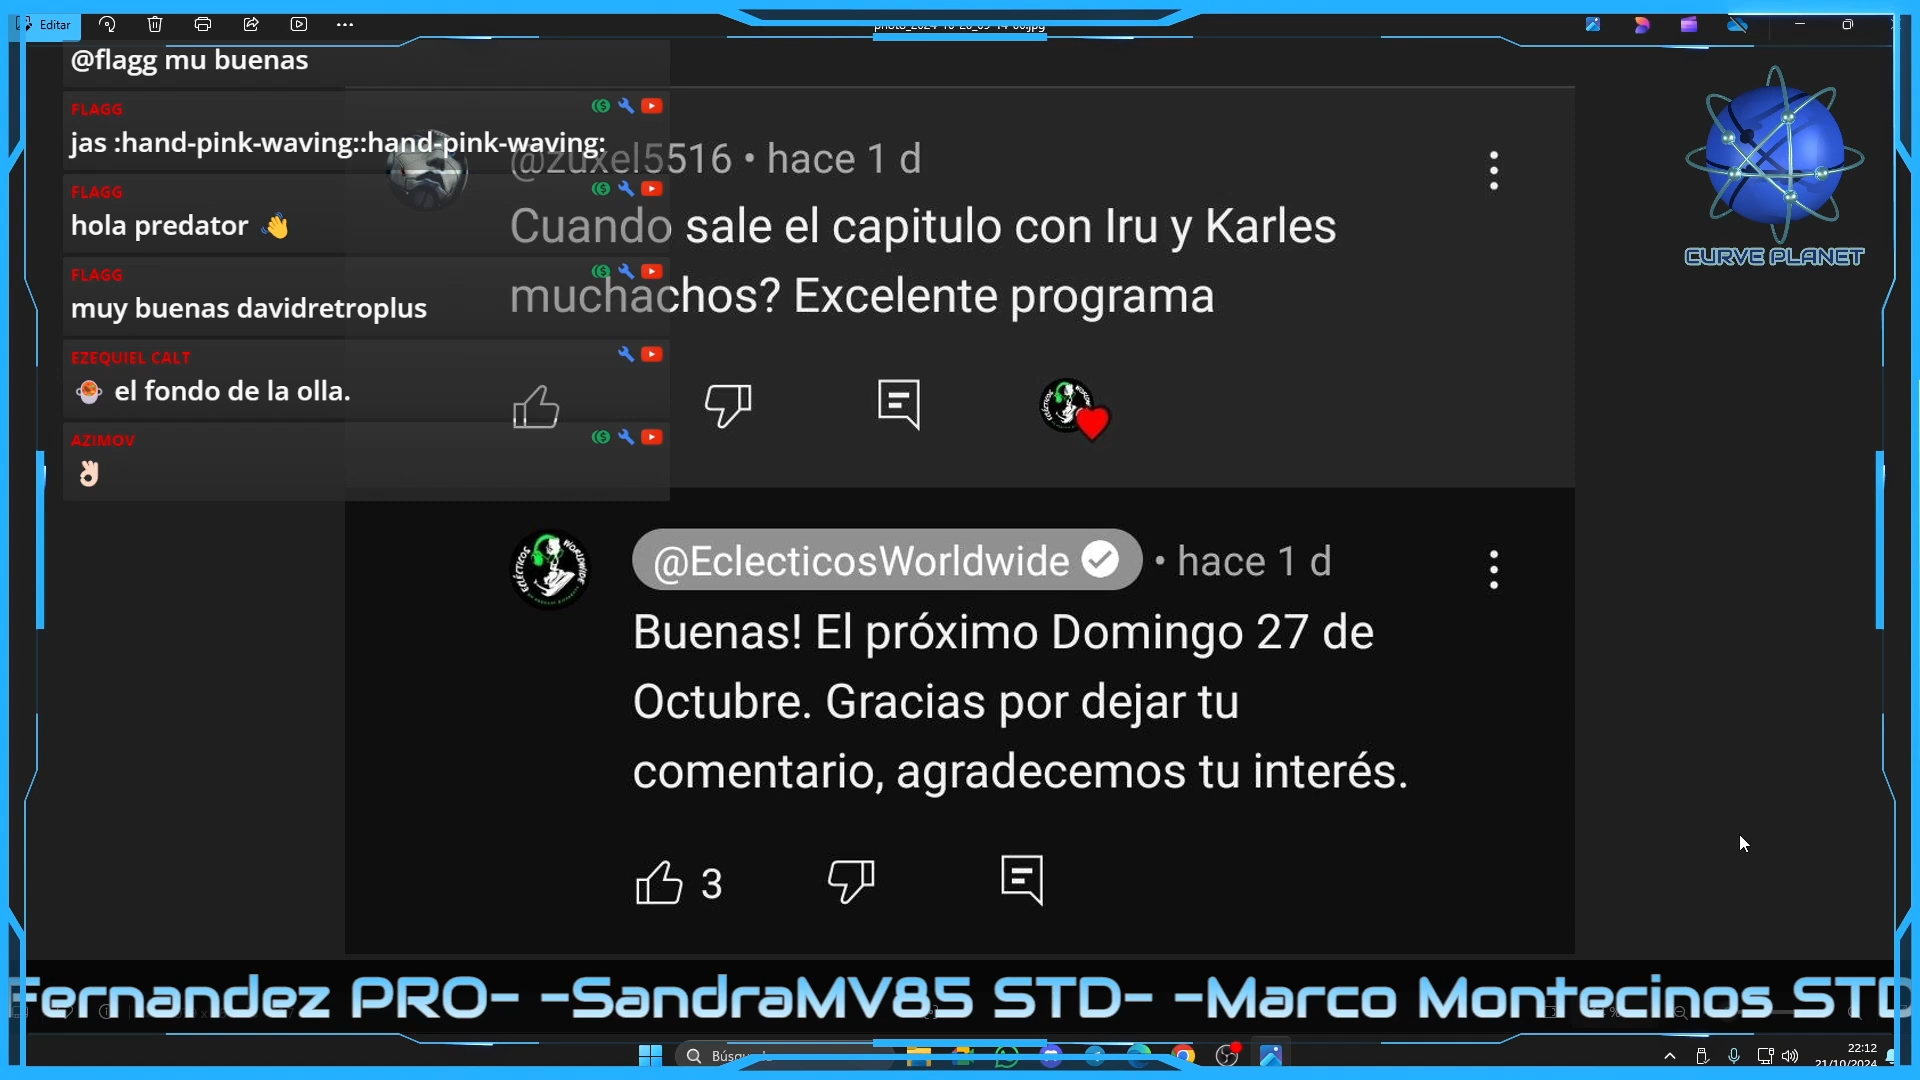 Editar
@flagg mu buenas
FLAGG
jas :hand-pink-waving::hand-pink-waving:
FLAGG
hola predator 👋
FLAGG
muy buenas davidretroplus
EZEQUIEL CALT
el fondo de la olla.
AZIMOV
👌🏻
@zuxel5516 • hace 1 d
Cuando sale el capitulo con Iru y Karles
muchachos? Excelente programa
@EclecticosWorldwide • hace 1 d
Buenas! El próximo Domingo 27 de
Octubre. Gracias por dejar tu
comentario, agradecemos tu interés.
3
CURVE PLANET
Fernandez PRO- -SandraMV85 STD- -Marco Montecinos STD
22:12
21/10/2024